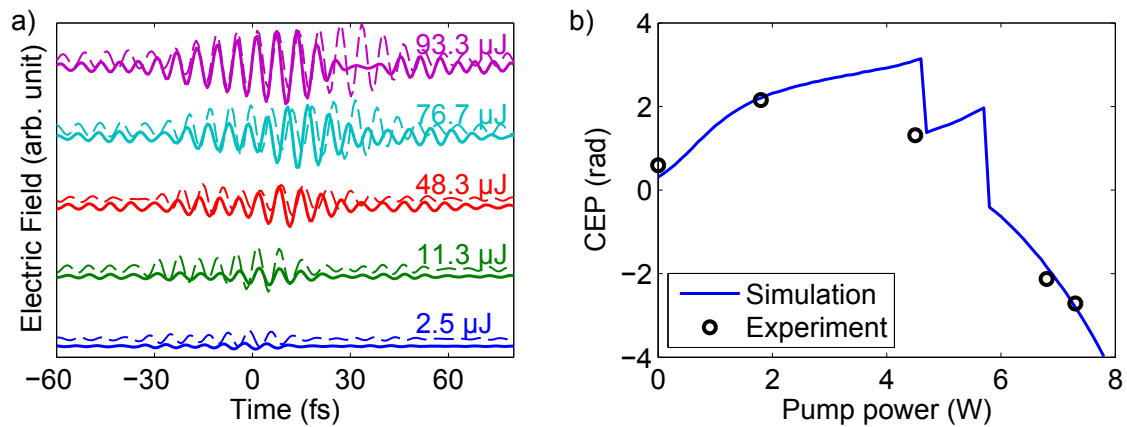 a)
Electric Field (arb. unit)
93.3 μJ
76.7 μJ
48.3 μJ
11.3 μJ
2.5 μJ
−60 −30 0 30 60
Time (fs)
b)
CEP (rad)
4
2
0
−2
−4
Simulation
Experiment
0 2 4 6 8
Pump power (W)